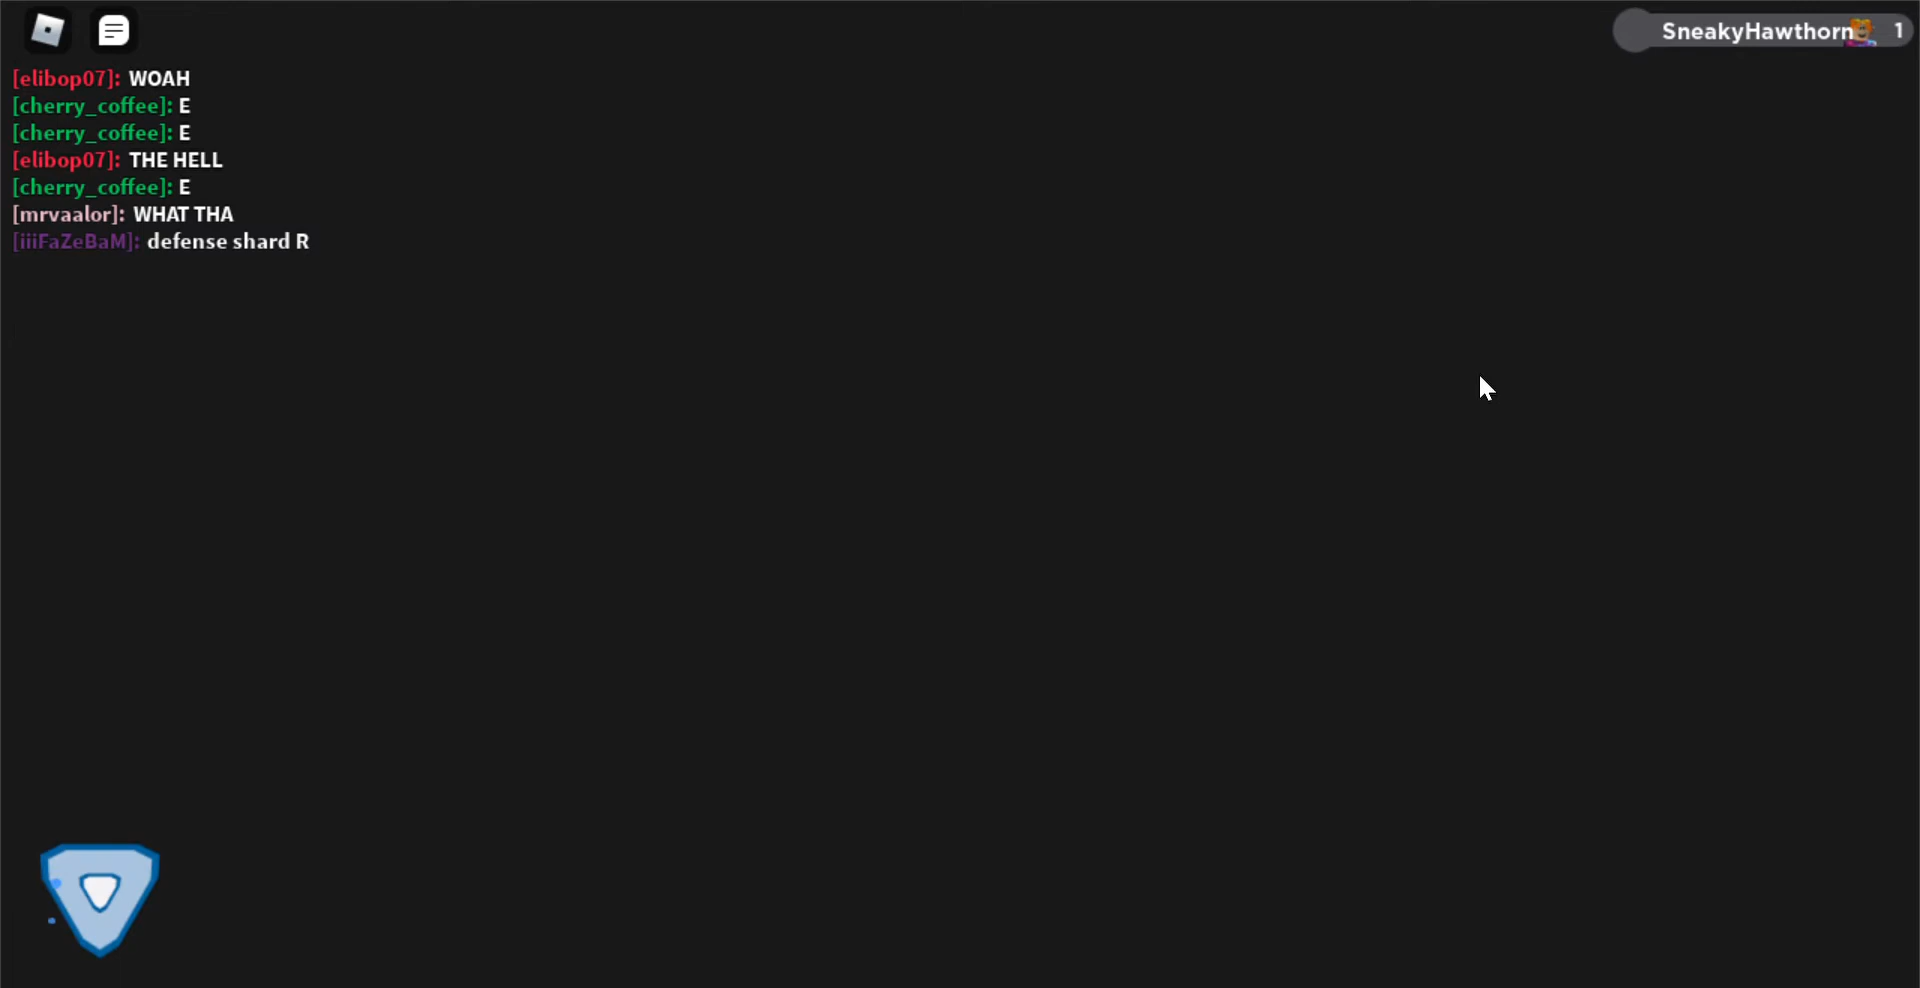 SneakyHawthorn 1
[elibop07]: WOAH
[cherry_coffee]: E
[cherry_coffee]: E
[elibop07]: THE HELL
[cherry_coffee]: E
[mrvaalor]: WHAT THA
[iiiFaZeBaM]: defense shard R